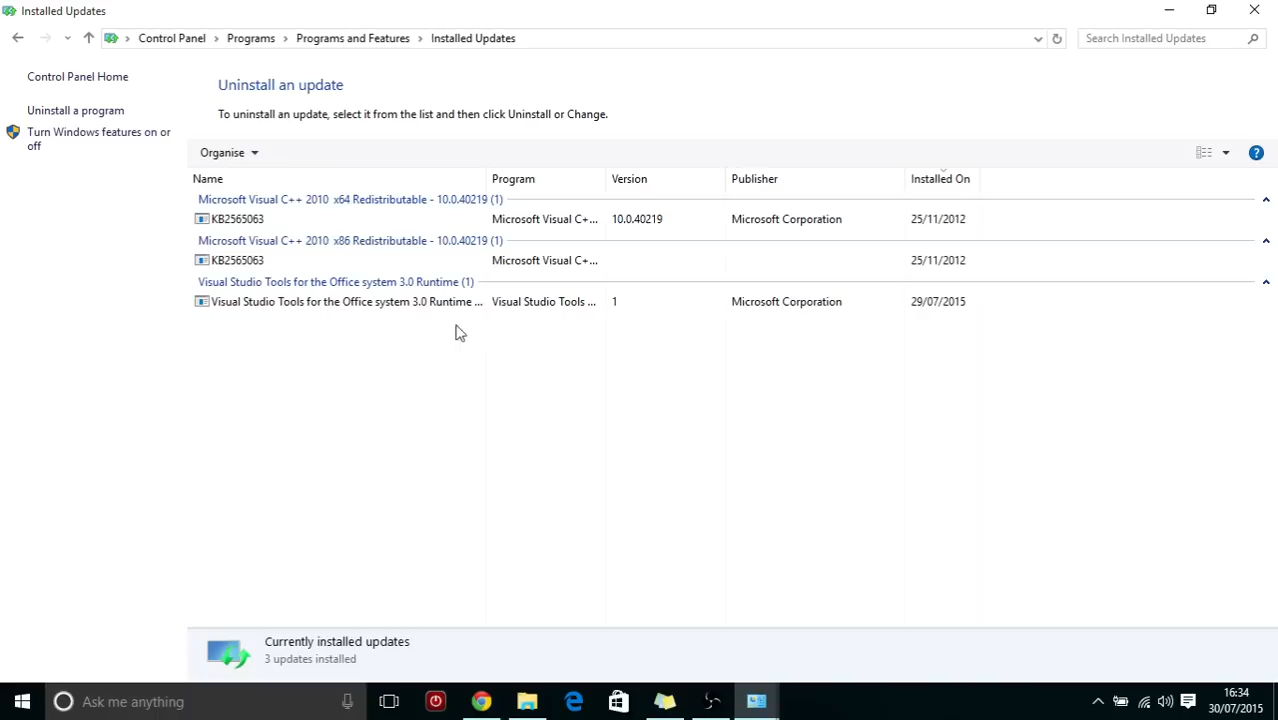 Installed Updates
Control Panel > Programs > Programs and Features > Installed Updates
Search Installed Updates
Control Panel Home
Uninstall a program
Turn Windows features on or
off
Uninstall an update
To uninstall an update, select it from the list and then click Uninstall or Change.
Organise
Name Program Version Publisher Installed On
Microsoft Visual C++ 2010 x64 Redistributable - 10.0.40219 (1)
KB2565063 Microsoft Visual C+... 10.0.40219 Microsoft Corporation 25/11/2012
Microsoft Visual C++ 2010 x86 Redistributable - 10.0.40219 (1)
KB2565063 Microsoft Visual C+... 25/11/2012
Visual Studio Tools for the Office system 3.0 Runtime (1)
Visual Studio Tools for the Office system 3.0 Runtime ... Visual Studio Tools ... 1 Microsoft Corporation 29/07/2015
Currently installed updates
3 updates installed
Ask me anything
16:34
30/07/2015